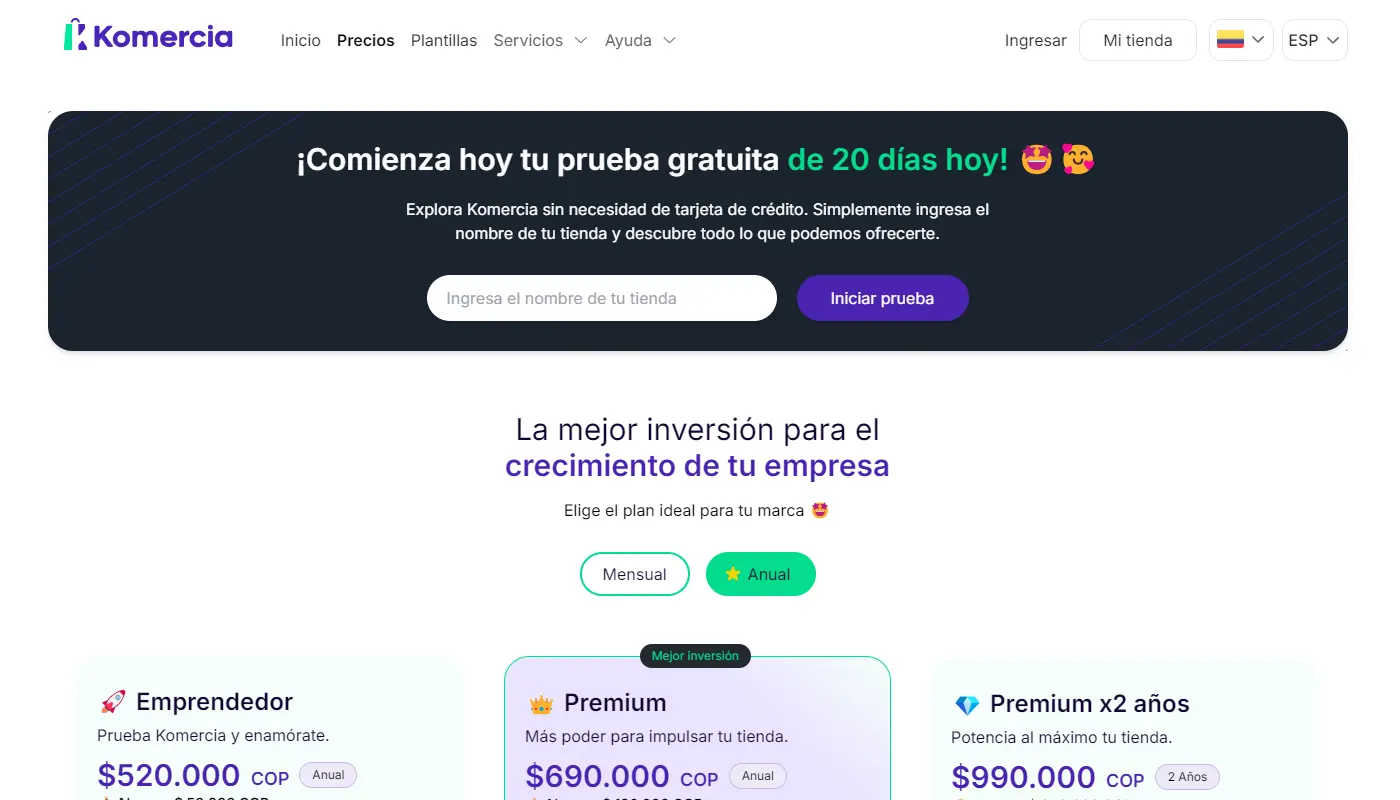 Komercia
Inicio Precios Plantillas Servicios Ayuda Ingresar Mi tienda ESP
¡Comienza hoy tu prueba gratuita de 20 días hoy! 🤩 🥰
Explora Komercia sin necesidad de tarjeta de crédito. Simplemente ingresa el
nombre de tu tienda y descubre todo lo que podemos ofrecerte.
Ingresa el nombre de tu tienda Iniciar prueba
La mejor inversión para el
crecimiento de tu empresa
Elige el plan ideal para tu marca 🤩
Mensual ⭐ Anual
🚀 Emprendedor
Prueba Komercia y enamórate.
$520.000 COP Anual
Mejor inversión
👑 Premium
Más poder para impulsar tu tienda.
$690.000 COP Anual
💎 Premium x2 años
Potencia al máximo tu tienda.
$990.000 COP 2 Años